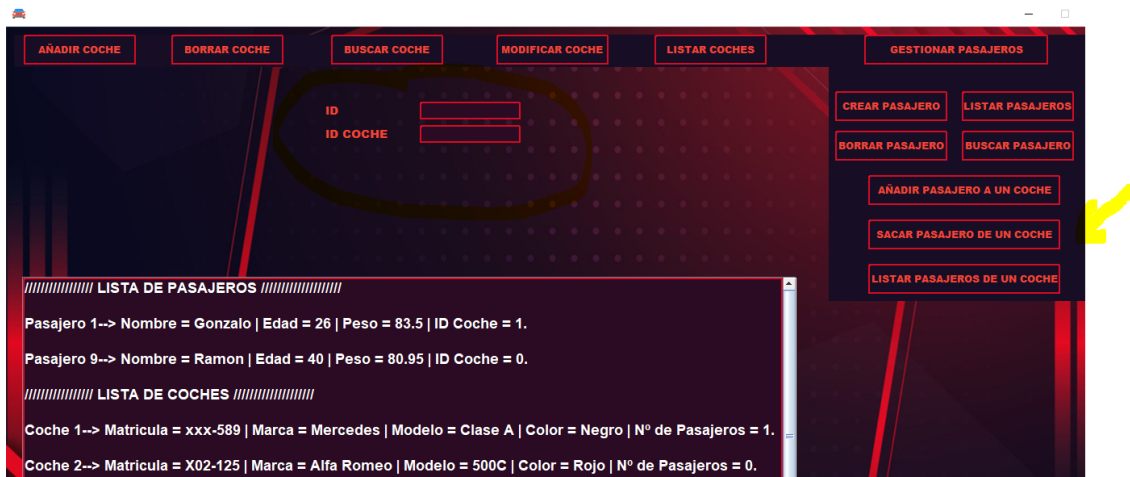 AÑADIR COCHE BORRAR COCHE BUSCAR COCHE MODIFICAR COCHE LISTAR COCHES GESTIONAR PASAJEROS
ID
ID COCHE
CREAR PASAJERO LISTAR PASAJEROS
BORRAR PASAJERO BUSCAR PASAJERO
AÑADIR PASAJERO A UN COCHE
SACAR PASAJERO DE UN COCHE
LISTAR PASAJEROS DE UN COCHE
///////////////// LISTA DE PASAJEROS ////////////////////
Pasajero 1--> Nombre = Gonzalo | Edad = 26 | Peso = 83.5 | ID Coche = 1.
Pasajero 9--> Nombre = Ramon | Edad = 40 | Peso = 80.95 | ID Coche = 0.
///////////////// LISTA DE COCHES ////////////////////
Coche 1--> Matricula = xxx-589 | Marca = Mercedes | Modelo = Clase A | Color = Negro | Nº de Pasajeros = 1.
Coche 2--> Matricula = X02-125 | Marca = Alfa Romeo | Modelo = 500C | Color = Rojo | Nº de Pasajeros = 0.